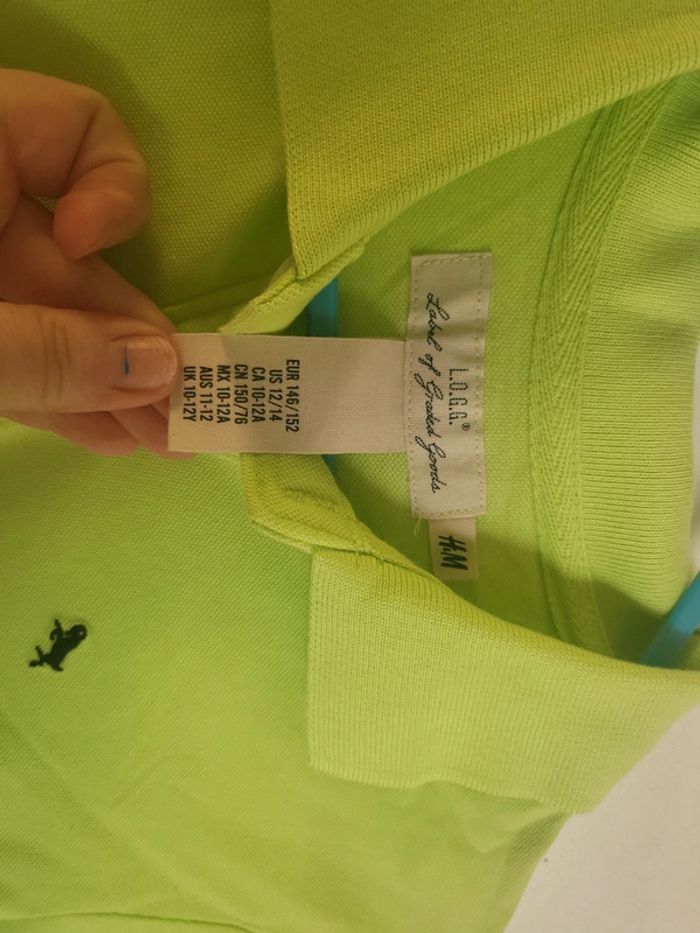 L.O.G.G.®
Label of Graded Goods
H&M
EUR 146/152
US 12/14
CA 10-12A
CN 150/76
MX 10-12A
AUS 11-12
UK 10-12Y